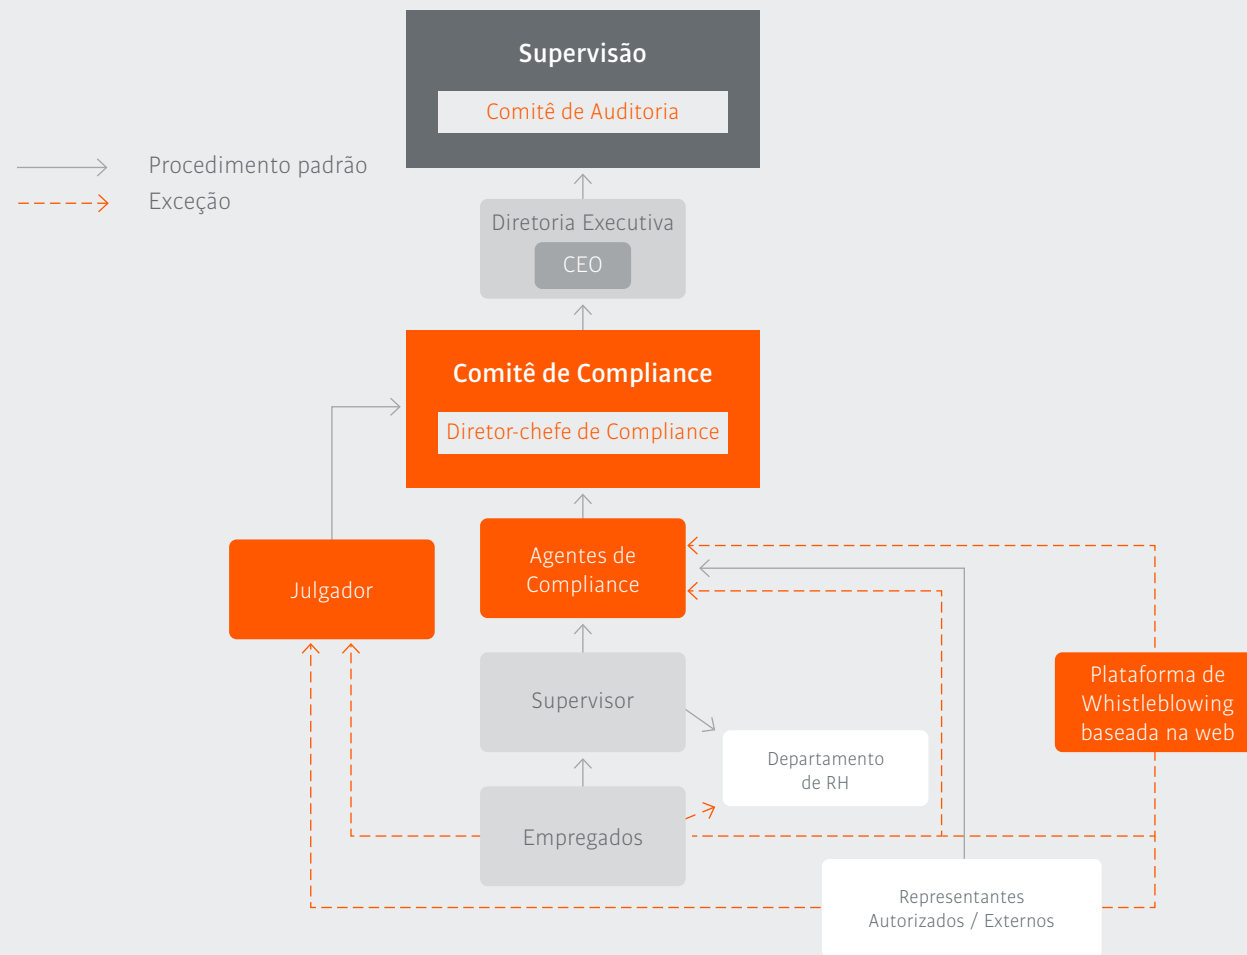 Supervisão
Comitê de Auditoria
Procedimento padrão
Exceção
Diretoria Executiva
CEO
Comitê de Compliance
Diretor-chefe de Compliance
Agentes de
Compliance
Julgador
Supervisor
Plataforma de
Whistleblowing
baseada na web
Departamento
de RH
Empregados
Representantes
Autorizados / Externos